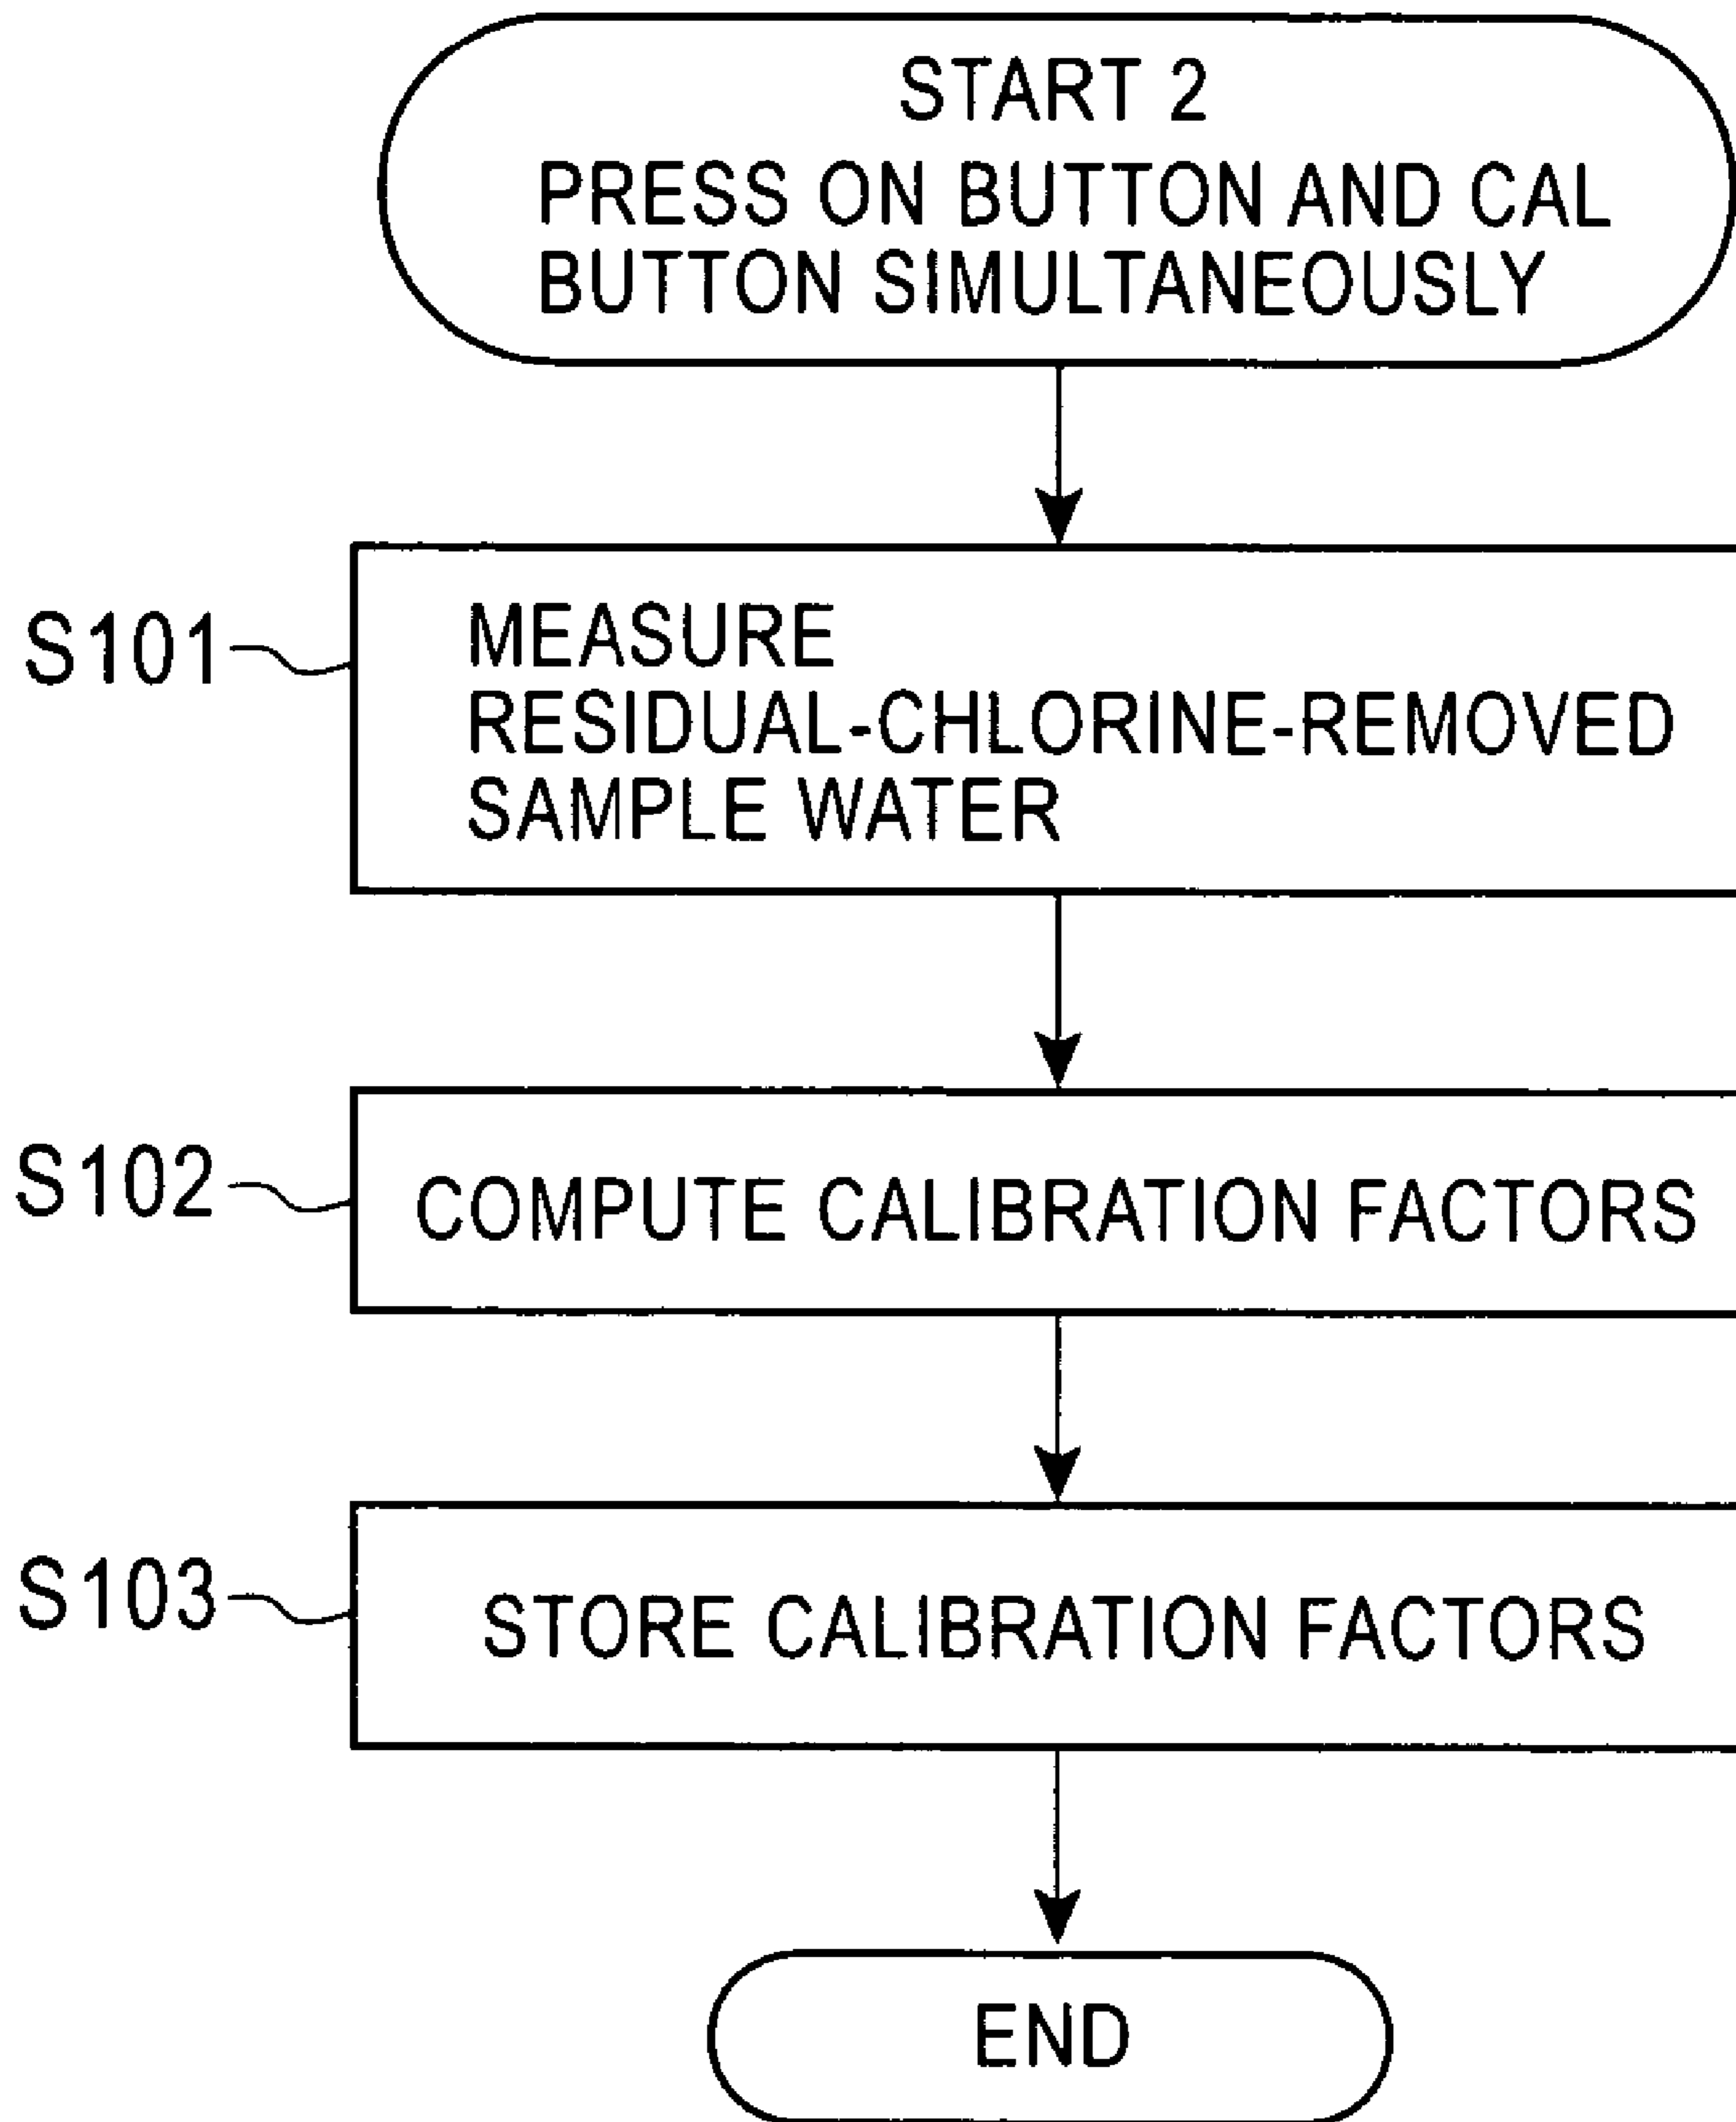 START 2
PRESS ON BUTTON AND CAL
BUTTON SIMULTANEOUSLY
S101
MEASURE
RESIDUAL-CHLORINE-REMOVED
SAMPLE WATER
S102
COMPUTE CALIBRATION FACTORS
S103
STORE CALIBRATION FACTORS
END